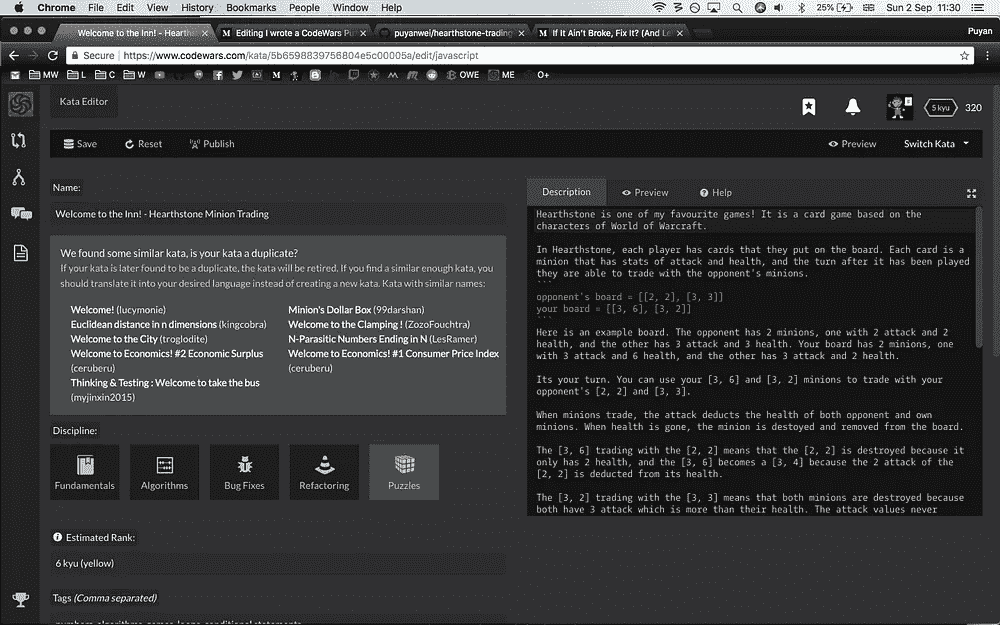 Chrome File Edit View History Bookmarks People Window Help 25% Sun 2 Sep 11:30
Welcome to the Inn! - Hearths Editing I wrote a CodeWars Pu puyanwei/hearthstone-trading If It Ain't Broke, Fix It? (And Le Puyan
Secure https://www.codewars.com/kata/5b6598839756804e5c00005a/edit/javascript
MW L C W OWE ME O+
Kata Editor
5 kyu 320
Save Reset Publish Preview Switch Kata
Name:
Welcome to the Inn! - Hearthstone Minion Trading
We found some similar kata, is your kata a duplicate?
If your kata is later found to be a duplicate, the kata will be retired. If you find a similar enough kata, you
should translate it into your desired language instead of creating a new kata. Kata with similar names:
Welcome! (lucymonie)
Euclidean distance in n dimensions (kingcobra)
Welcome to the City (troglodite)
Welcome to Economics! #2 Economic Surplus
(ceruberu)
Thinking & Testing : Welcome to take the bus
(myjinxin2015)
Minion's Dollar Box (99darshan)
Welcome to the Clamping ! (ZozoFouchtra)
N-Parasitic Numbers Ending in N (LesRamer)
Welcome to Economics! #1 Consumer Price Index
(ceruberu)
Discipline:
Fundamentals Algorithms Bug Fixes Refactoring Puzzles
Estimated Rank:
6 kyu (yellow)
Tags (Comma separated)
numbers, algorithms, games, loops, conditional statements
Description Preview Help
Hearthstone is one of my favourite games! It is a card game based on the
characters of World of Warcraft.
In Hearthstone, each player has cards that they put on the board. Each card is a
minion that has stats of attack and health, and the turn after it has been played
they are able to trade with the opponent's minions.
```
opponent's board = [[2, 2], [3, 3]]
your board = [[3, 6], [3, 2]]
```
Here is an example board. The opponent has 2 minions, one with 2 attack and 2
health, and the other has 3 attack and 3 health. Your board has 2 minions, one
with 3 attack and 6 health, and the other has 3 attack and 2 health.
Its your turn. You can use your [3, 6] and [3, 2] minions to trade with your
opponent's [2, 2] and [3, 3].
When minions trade, the attack deducts the health of both opponent and own
minions. When health is gone, the minion is destoyed and removed from the board.
The [3, 6] trading with the [2, 2] means that the [2, 2] is destroyed because it
only has 2 health, and the [3, 6] becomes a [3, 4] because the 2 attack of the
[2, 2] is deducted from its health.
The [3, 2] trading with the [3, 3] means that both minions are destroyed because
both have 3 attack which is more than their health. The attack values never